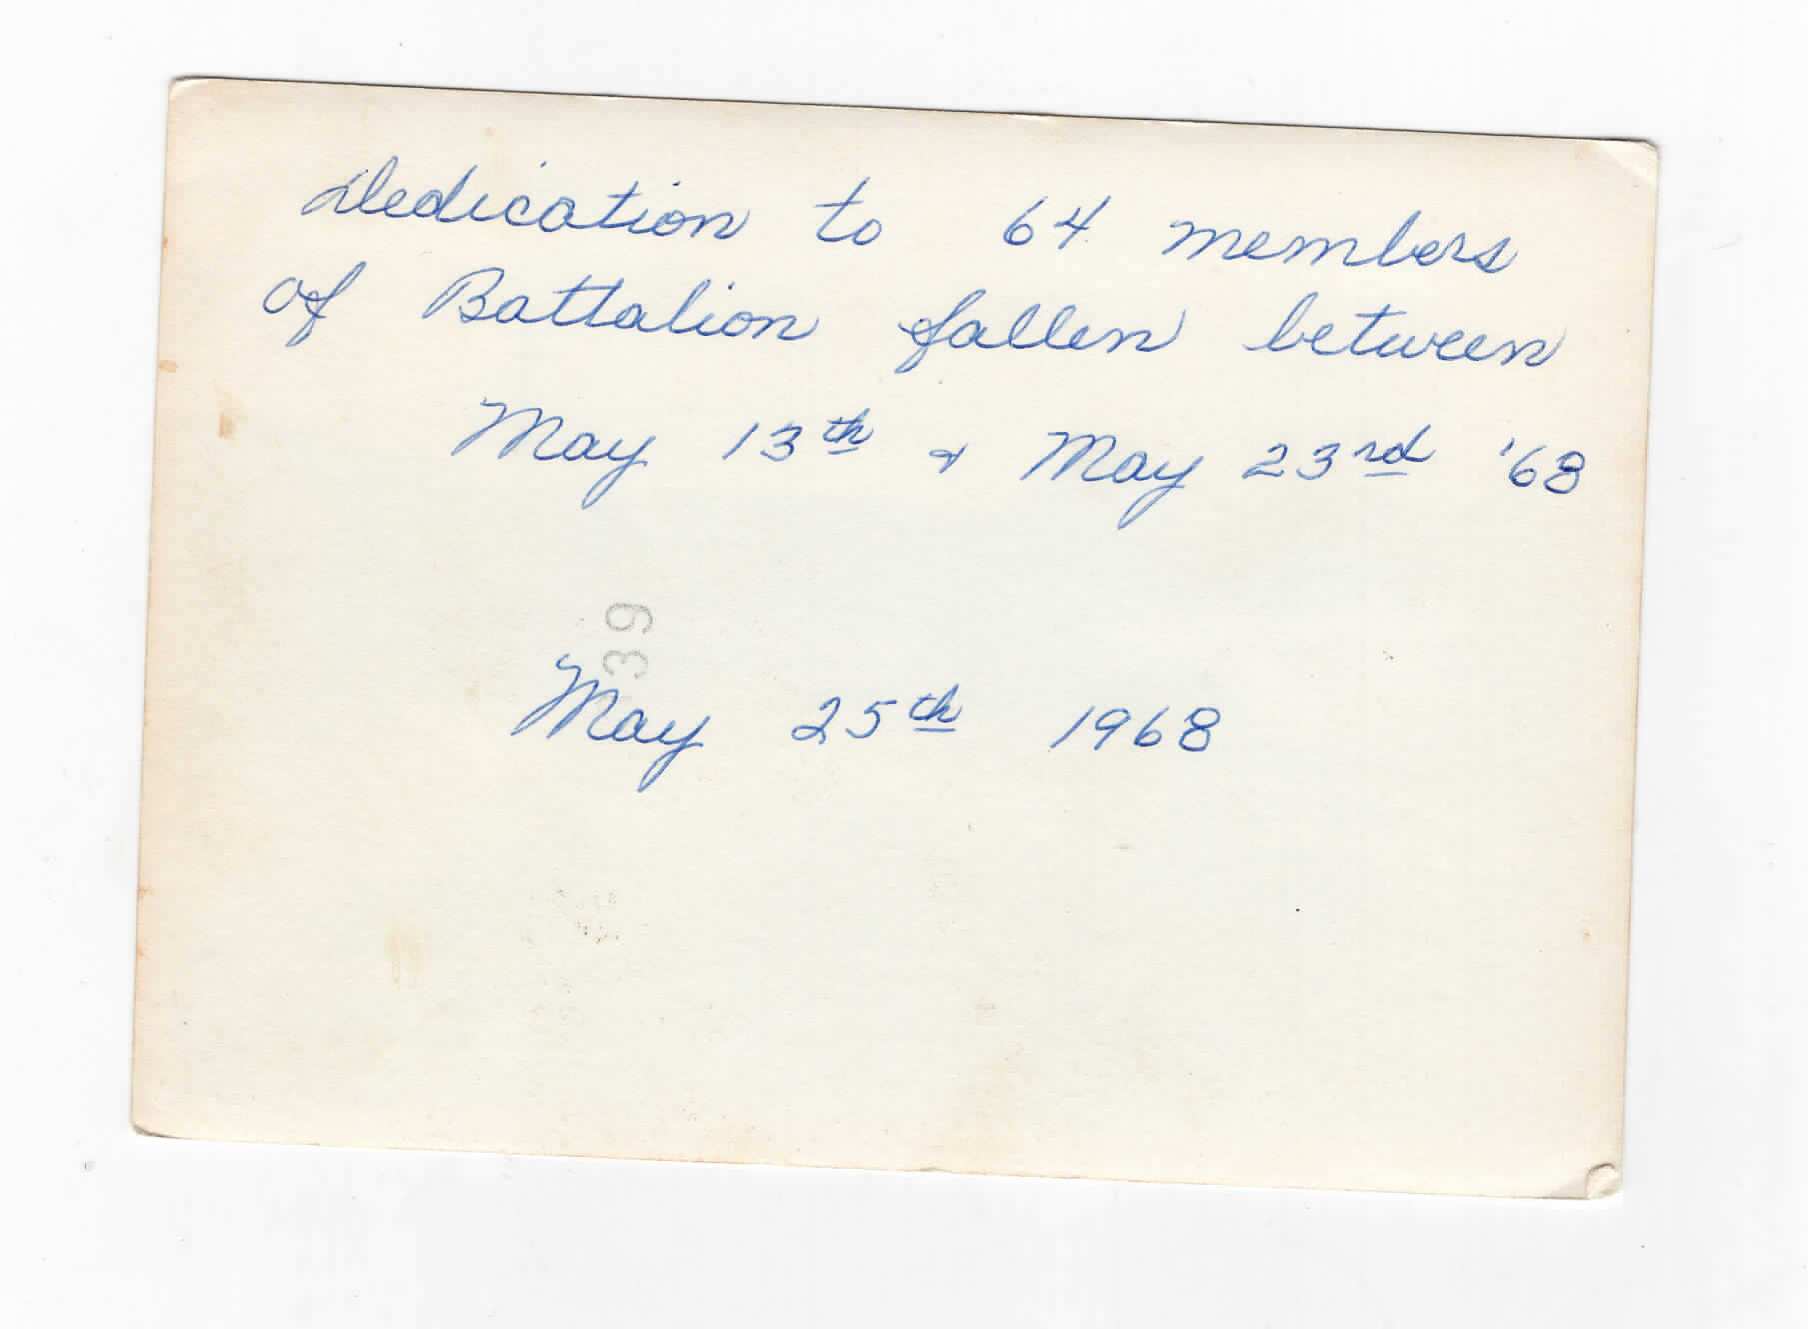 Dedication to 64 members
of Battalion fallen between
May 13th & May 23rd '68
39
May 25th 1968